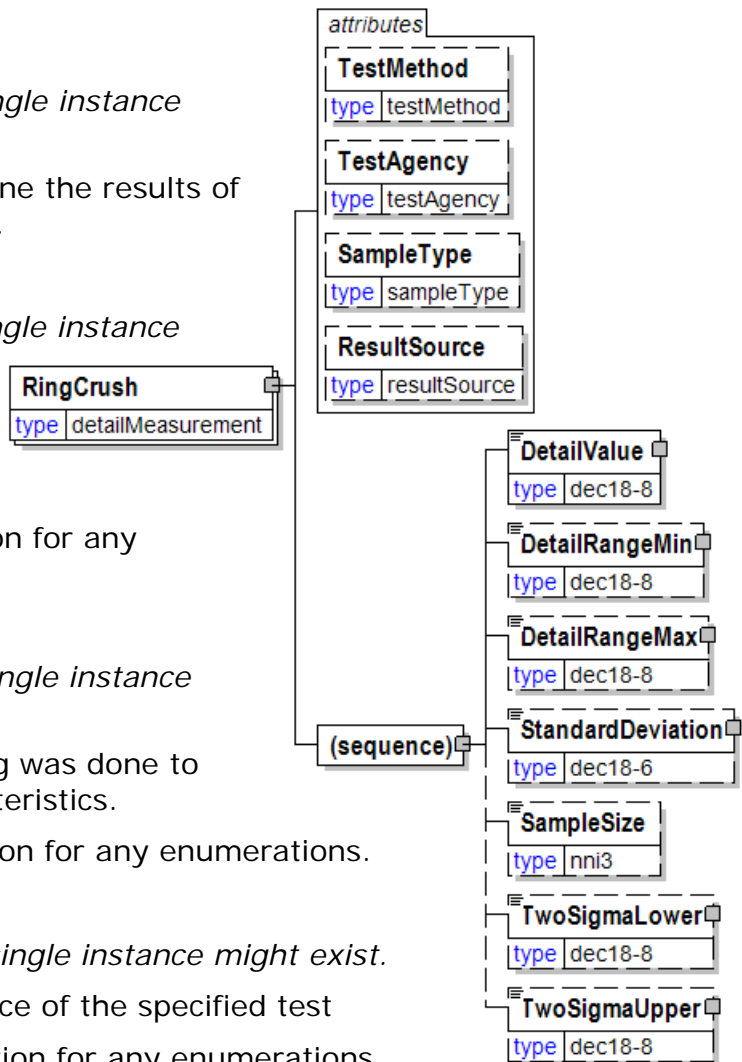 ngle instance
ne the results of
.
ngle instance
on for any
ngle instance
g was done to
teristics.
on for any enumerations.
single instance might exist.
ce of the specified test
tion for any enumerations
attributes
TestMethod
type testMethod
TestAgency
type testAgency
SampleType
type sampleType
ResultSource
type resultSource
RingCrush
type detailMeasurement
(sequence)
DetailValue
type dec18-8
DetailRangeMin
type dec18-8
DetailRangeMax
type dec18-8
StandardDeviation
type dec18-6
SampleSize
type nni3
TwoSigmaLower
type dec18-8
TwoSigmaUpper
type dec18-8